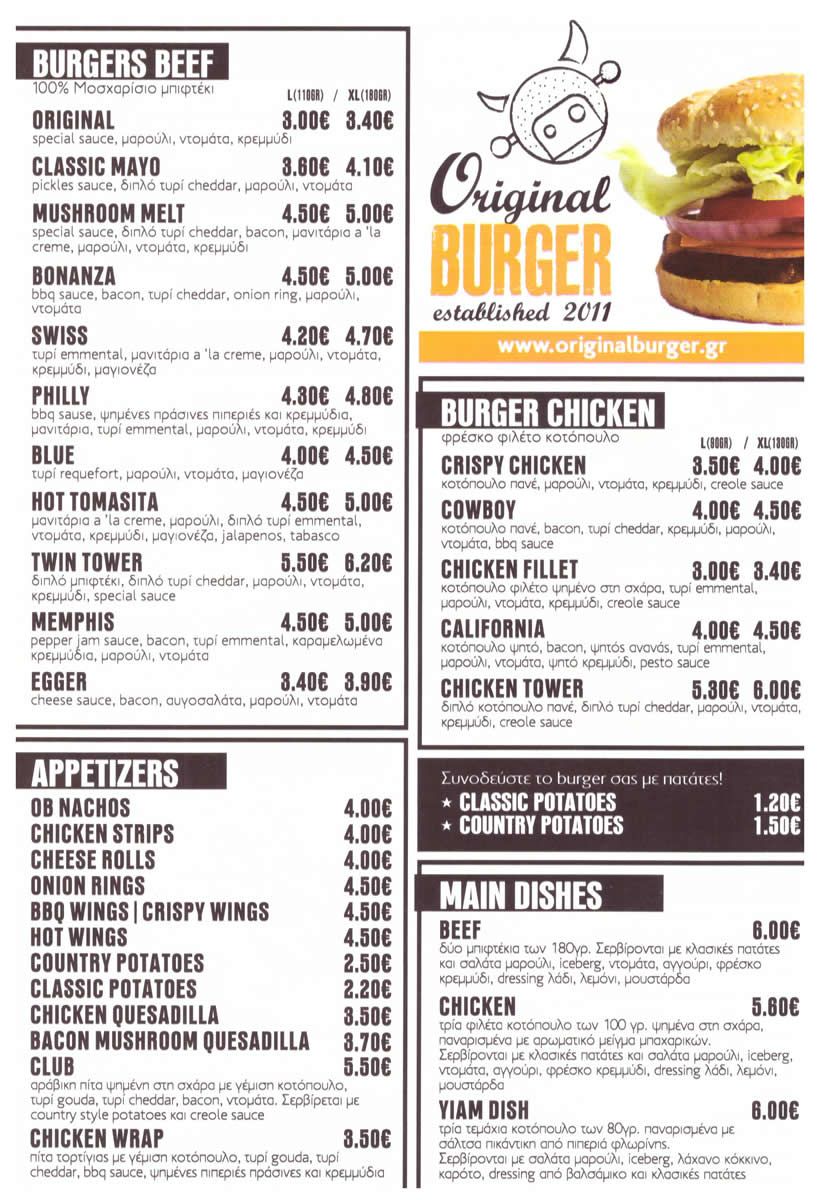 BURGERS BEEF
100% Μοσχαρίσιο μπιφτέκι
L(110GR) / XL(180GR)
ORIGINAL 3.00€ 3.40€
special sauce, μαρούλι, ντομάτα, κρεμμύδι
CLASSIC MAYO 3.60€ 4.10€
pickles sauce, διπλό τυρί cheddar, μαρούλι, ντομάτα
MUSHROOM MELT 4.50€ 5.00€
special sauce, διπλό τυρί cheddar, bacon, μανιτάρια a 'la
creme, μαρούλι, ντομάτα, κρεμμύδι
BONANZA 4.50€ 5.00€
bbq sauce, bacon, τυρί cheddar, onion ring, μαρούλι,
ντομάτα
SWISS 4.20€ 4.70€
τυρί emmental, μανιτάρια a 'la creme, μαρούλι, ντομάτα,
κρεμμύδι, μαγιονέζα
PHILLY 4.30€ 4.80€
bbq sause, ψημένες πράσινες πιπεριές και κρεμμύδια,
μανιτάρια, τυρί emmental, μαρούλι, ντομάτα, κρεμμύδι
BLUE 4.00€ 4.50€
τυρί requefort, μαρούλι, ντομάτα, μαγιονέζα
HOT TOMASITA 4.50€ 5.00€
μανιτάρια a 'la creme, μαρούλι, διπλό τυρί emmental,
ντομάτα, κρεμμύδι, μαγιονέζα, jalapenos, tabasco
TWIN TOWER 5.50€ 6.20€
διπλό μπιφτέκι, διπλό τυρί cheddar, μαρούλι, ντομάτα,
κρεμμύδι, special sauce
MEMPHIS 4.50€ 5.00€
pepper jam sauce, bacon, τυρί emmental, καραμελωμένα
κρεμμύδια, μαρούλι, ντομάτα
EGGER 3.40€ 3.90€
cheese sauce, bacon, αυγοσαλάτα, μαρούλι, ντομάτα
APPETIZERS
OB NACHOS 4.00€
CHICKEN STRIPS 4.00€
CHEESE ROLLS 4.00€
ONION RINGS 4.50€
BBQ WINGS | CRISPY WINGS 4.50€
HOT WINGS 4.50€
COUNTRY POTATOES 2.50€
CLASSIC POTATOES 2.20€
CHICKEN QUESADILLA 3.50€
BACON MUSHROOM QUESADILLA 3.70€
CLUB 5.50€
αράβικη πίτα ψημένη στη σχάρα με γέμιση κοτόπουλο,
τυρί gouda, τυρί cheddar, bacon, ντομάτα. Σερβίρεται με
country style potatoes και creole sauce
CHICKEN WRAP 3.50€
πίτα τορτίγιας με γέμιση κοτόπουλο, τυρί gouda, τυρί
cheddar, bbq sauce, ψημένες πιπεριές πράσινες και κρεμμύδια
Original
BURGER
established 2011
www.originalburger.gr
BURGER CHICKEN
φρέσκο φιλέτο κοτόπουλο
L(90GR) / XL(180GR)
CRISPY CHICKEN 3.50€ 4.00€
κοτόπουλο πανέ, μαρούλι, ντομάτα, κρεμμύδι, creole sauce
COWBOY 4.00€ 4.50€
κοτόπουλο πανέ, bacon, τυρί cheddar, κρεμμύδι, μαρούλι,
ντομάτα, bbq sauce
CHICKEN FILLET 3.00€ 3.40€
κοτόπουλο φιλέτο ψημένο στη σχάρα, τυρί emmental,
μαρούλι, ντομάτα, κρεμμύδι, creole sauce
CALIFORNIA 4.00€ 4.50€
κοτόπουλο ψητό, bacon, ψητός ανανάς, τυρί emmental,
μαρούλι, ντομάτα, ψητό κρεμμύδι, pesto sauce
CHICKEN TOWER 5.30€ 6.00€
διπλό κοτόπουλο πανέ, διπλό τυρί cheddar, μαρούλι, ντομάτα,
κρεμμύδι, creole sauce
Συνοδεύστε το burger σας με πατάτες!
★ CLASSIC POTATOES 1.20€
★ COUNTRY POTATOES 1.50€
MAIN DISHES
BEEF 6.00€
δύο μπιφτέκια των 180γρ. Σερβίρονται με κλασικές πατάτες
και σαλάτα μαρούλι, iceberg, ντομάτα, αγγούρι, φρέσκο
κρεμμύδι, dressing λάδι, λεμόνι, μουστάρδα
CHICKEN 5.60€
τρία φιλέτα κοτόπουλο των 100 γρ. ψημένα στη σχάρα,
παναρισμένα με αρωματικό μείγμα μπαχαρικών.
Σερβίρονται με κλασικές πατάτες και σαλάτα μαρούλι, iceberg,
ντομάτα, αγγούρι, φρέσκο κρεμμύδι, dressing λάδι, λεμόνι,
μουστάρδα
YIAM DISH 6.00€
τρία τεμάχια κοτόπουλο των 80γρ. παναρισμένα με
σάλτσα πικάντικη από πιπεριά φλωρίνης.
Σερβίρονται με σαλάτα μαρούλι, iceberg, λάχανο κόκκινο,
καρότο, dressing από βαλσάμικο και κλασικές πατάτες